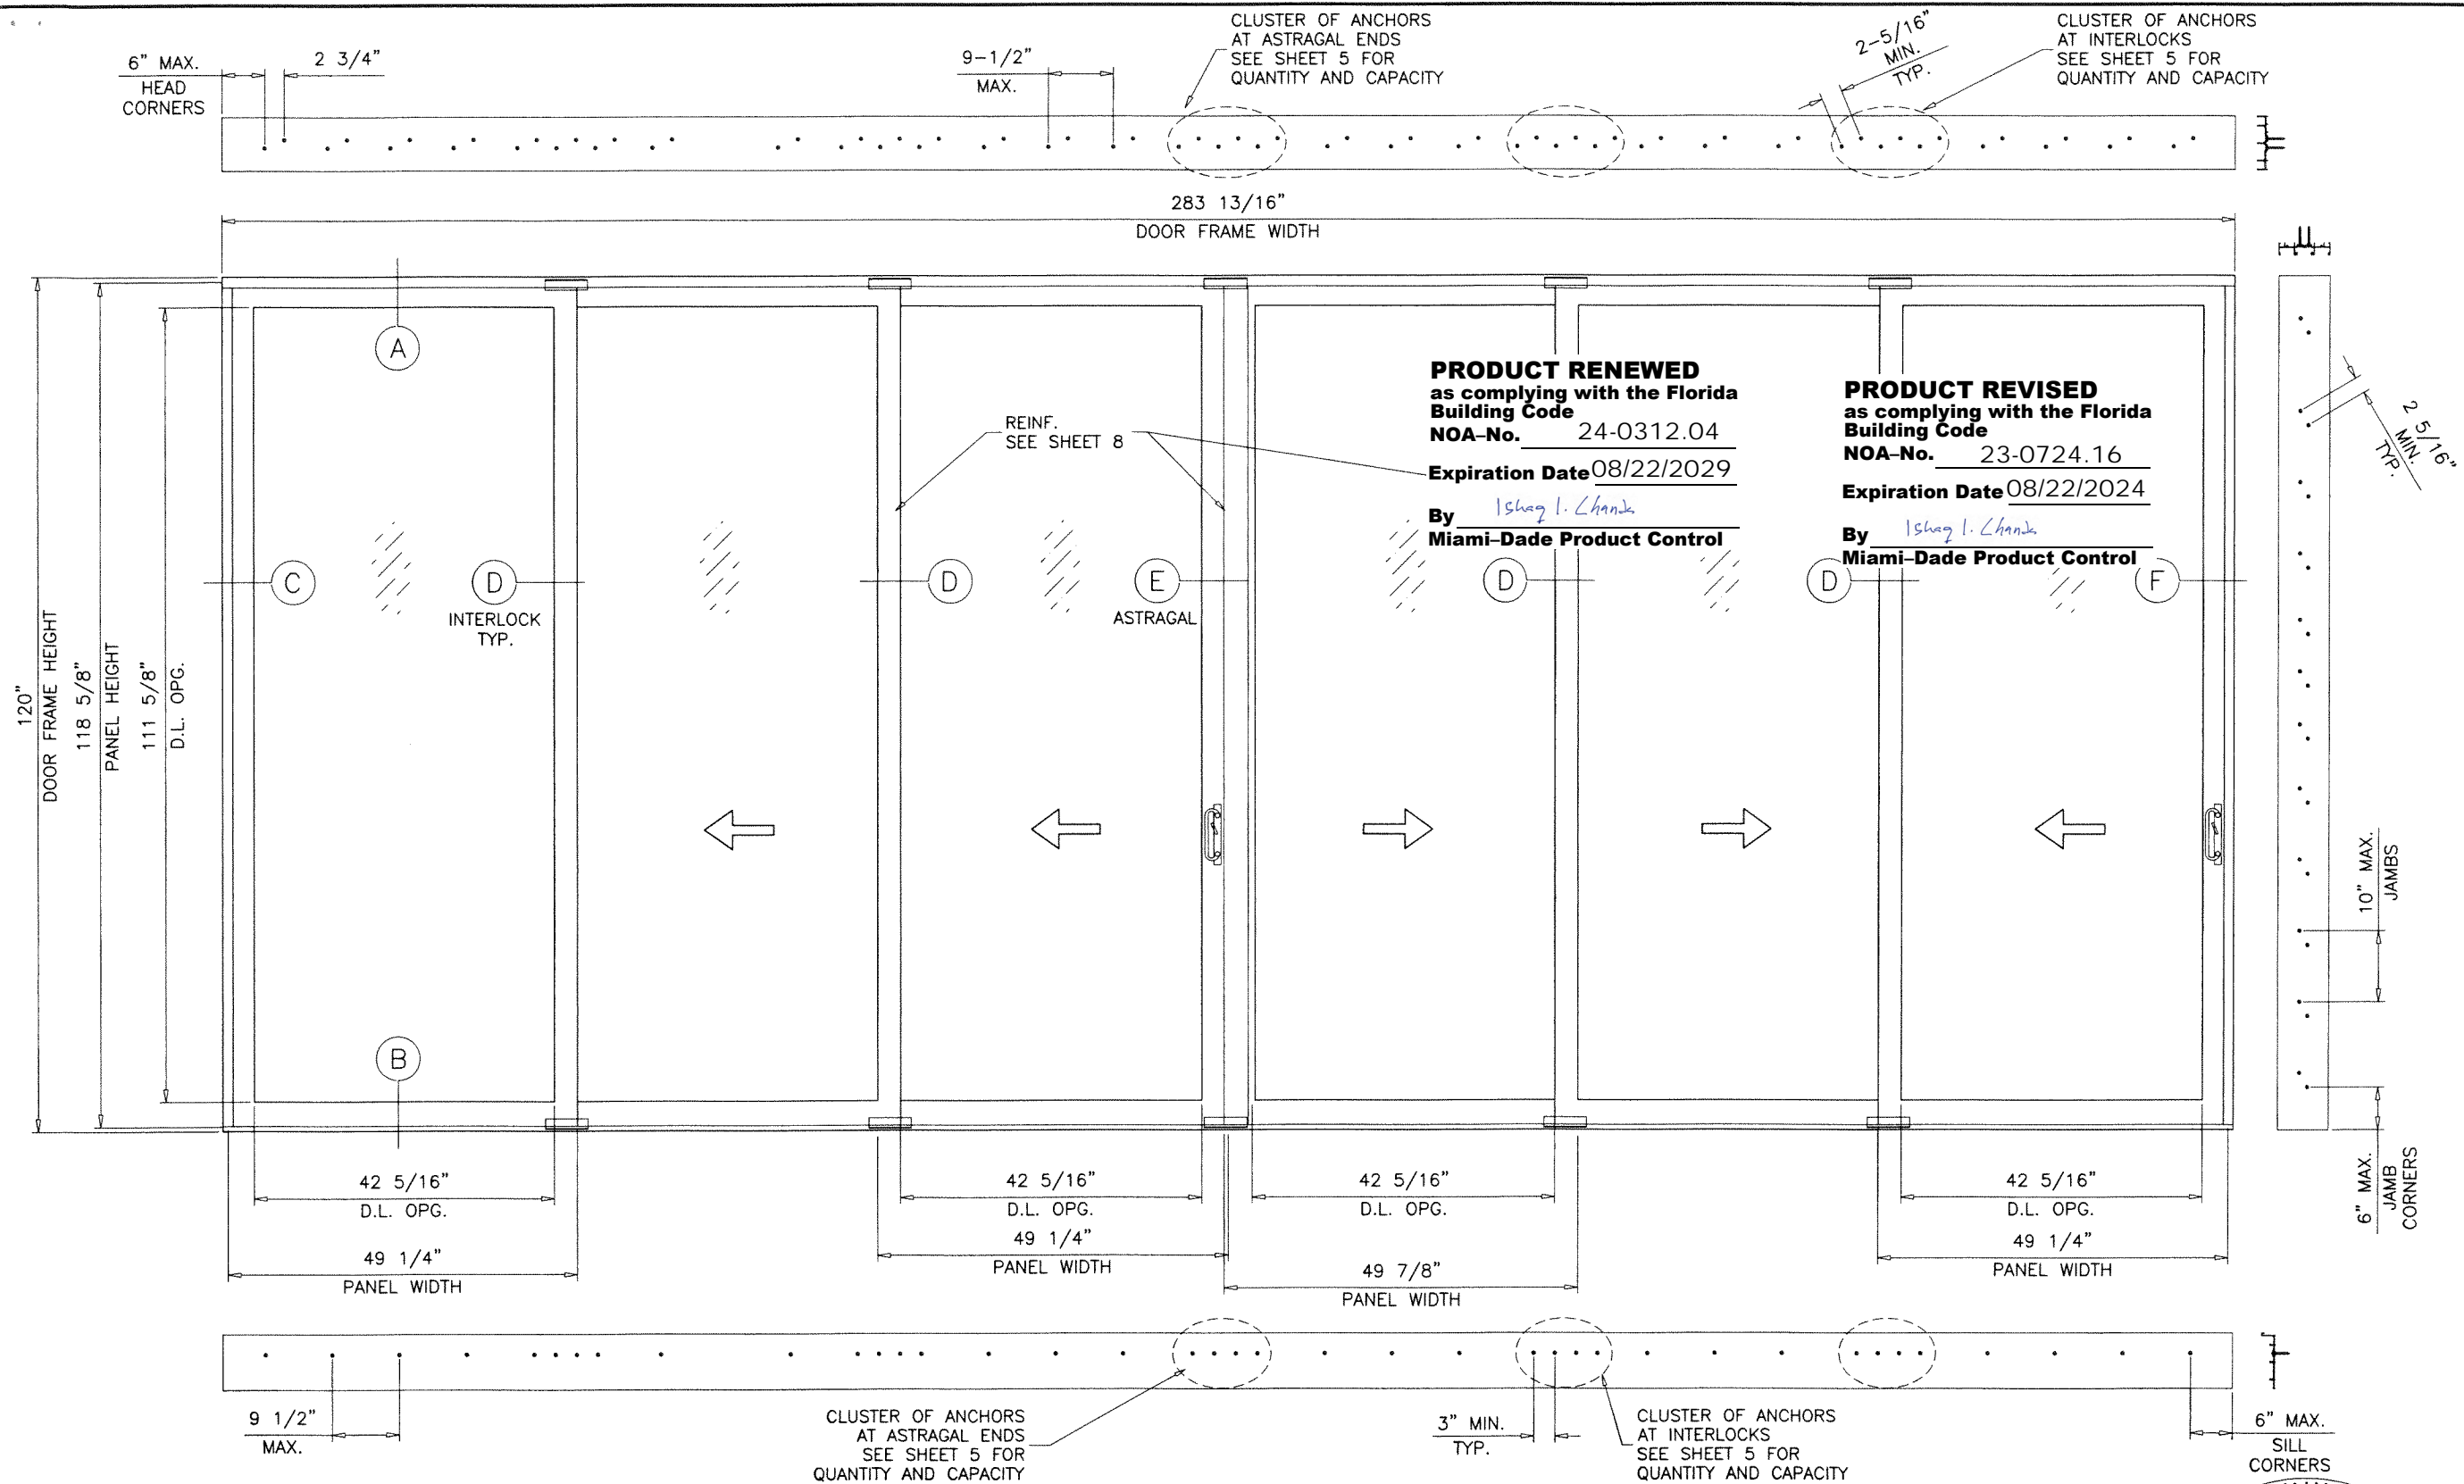 CLUSTER OF ANCHORS
AT ASTRAGAL ENDS
SEE SHEET 5 FOR
QUANTITY AND CAPACITY
CLUSTER OF ANCHORS
AT INTERLOCKS
SEE SHEET 5 FOR
QUANTITY AND CAPACITY
6" MAX.
HEAD
CORNERS
2 3/4"
9-1/2"
MAX.
2-5/16"
MIN.
TYP.
283 13/16"
DOOR FRAME WIDTH
A
REINF.
SEE SHEET 8
PRODUCT RENEWED
as complying with the Florida
Building Code
NOA–No. 24-0312.04
Expiration Date 08/22/2029
By Ishaq I. Chanda
Miami–Dade Product Control
PRODUCT REVISED
as complying with the Florida
Building Code
NOA–No. 23-0724.16
Expiration Date 08/22/2024
By Ishaq I. Chanda
Miami–Dade Product Control
2 5/16"
MIN.
TYP.
C
D
INTERLOCK
TYP.
D
E
ASTRAGAL
D
D
F
120"
DOOR FRAME HEIGHT
118 5/8"
PANEL HEIGHT
111 5/8"
D.L. OPG.
10" MAX.
JAMBS
B
6" MAX.
JAMB
CORNERS
42 5/16"
D.L. OPG.
42 5/16"
D.L. OPG.
42 5/16"
D.L. OPG.
42 5/16"
D.L. OPG.
49 1/4"
PANEL WIDTH
49 1/4"
PANEL WIDTH
49 7/8"
PANEL WIDTH
49 1/4"
PANEL WIDTH
9 1/2"
MAX.
CLUSTER OF ANCHORS
AT ASTRAGAL ENDS
SEE SHEET 5 FOR
QUANTITY AND CAPACITY
3" MIN.
TYP.
CLUSTER OF ANCHORS
AT INTERLOCKS
SEE SHEET 5 FOR
QUANTITY AND CAPACITY
6" MAX.
SILL
CORNERS